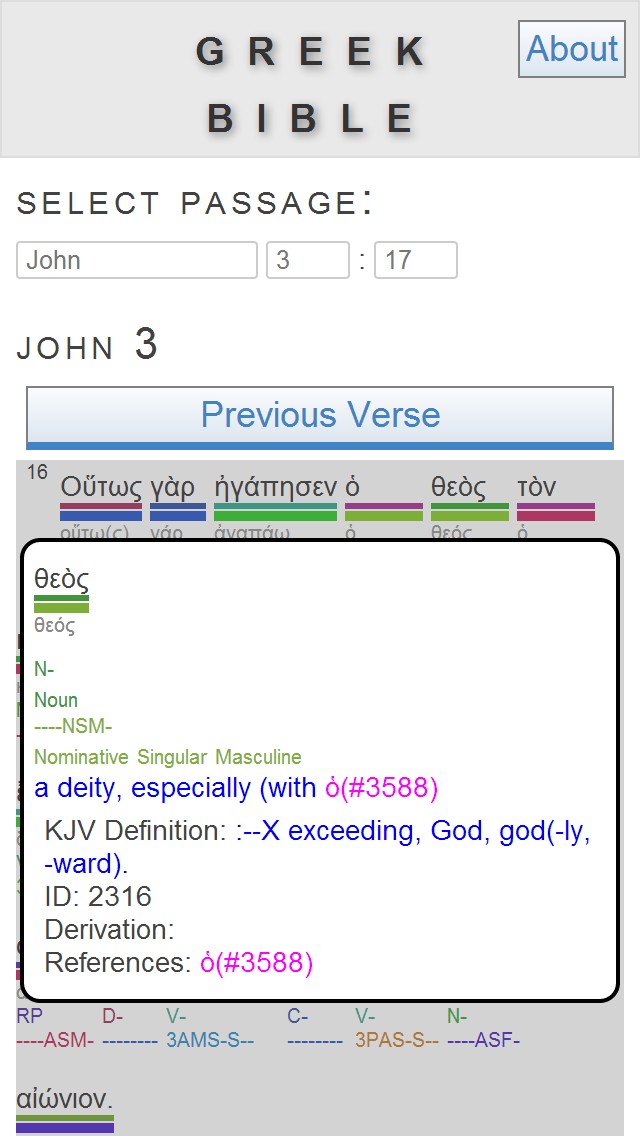 GREEK
BIBLE
About
SELECT PASSAGE:
John 3 : 17
JOHN 3
Previous Verse
16 Οὕτως γὰρ ἠγάπησεν ὁ θεὸς τὸν
οὕτω(ς) γάρ ἀγαπάω ὁ θεός ὁ
θεὸς
θεός
N-
Noun
----NSM-
Nominative Singular Masculine
a deity, especially (with ὁ(#3588)
KJV Definition: :--X exceeding, God, god(-ly,
-ward).
ID: 2316
Derivation:
References: ὁ(#3588)
RP D- V- C- V- N-
----ASM- -------- 3AMS-S-- -------- 3PAS-S-- ----ASF-
αἰώνιον.